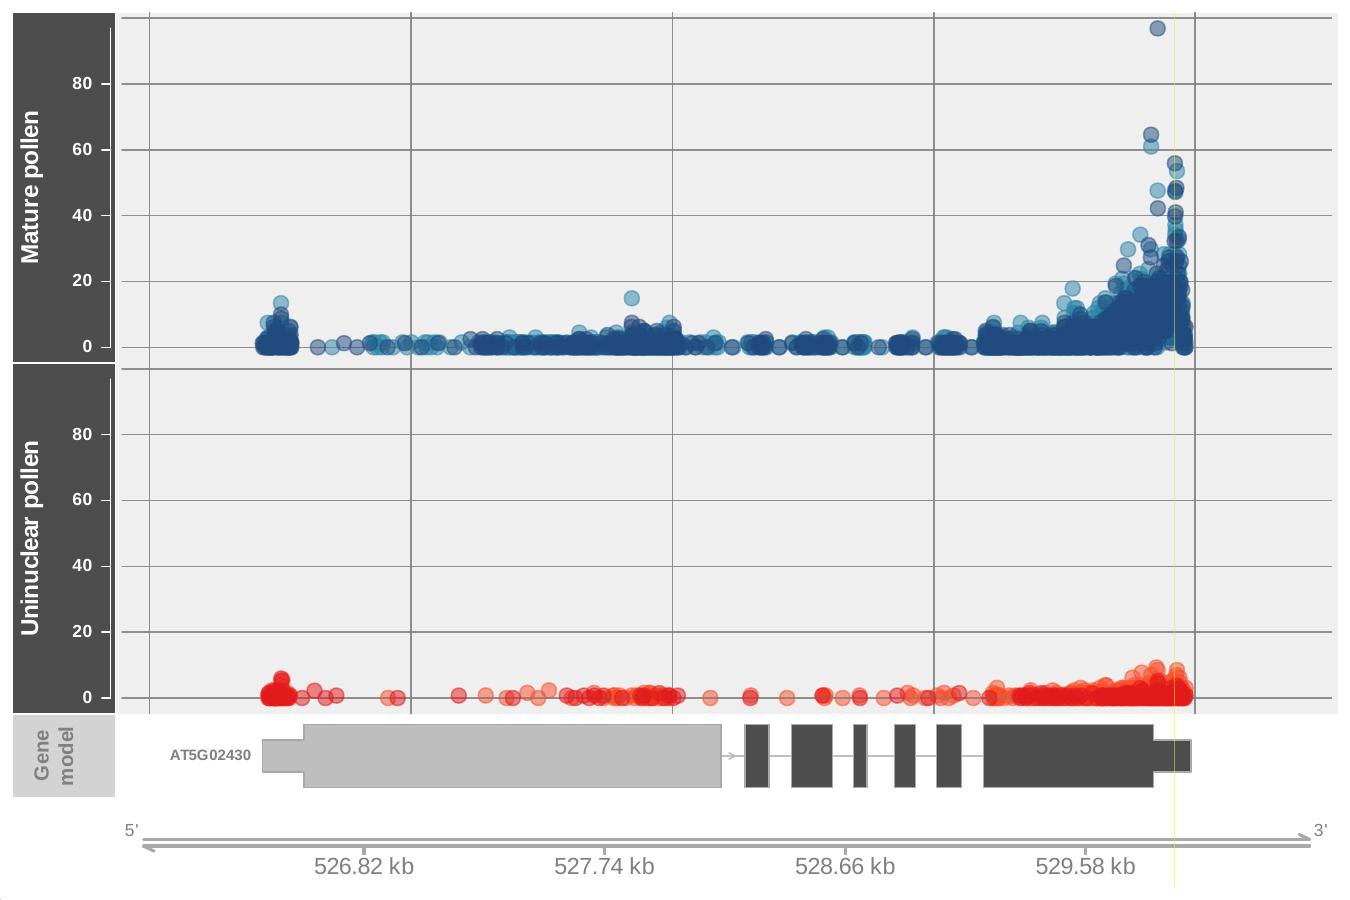 Mature pollen
80
60
40
20
0
Uninuclear pollen
80
60
40
20
0
Gene
model
AT5G02430
5'
3'
526.82 kb
527.74 kb
528.66 kb
529.58 kb